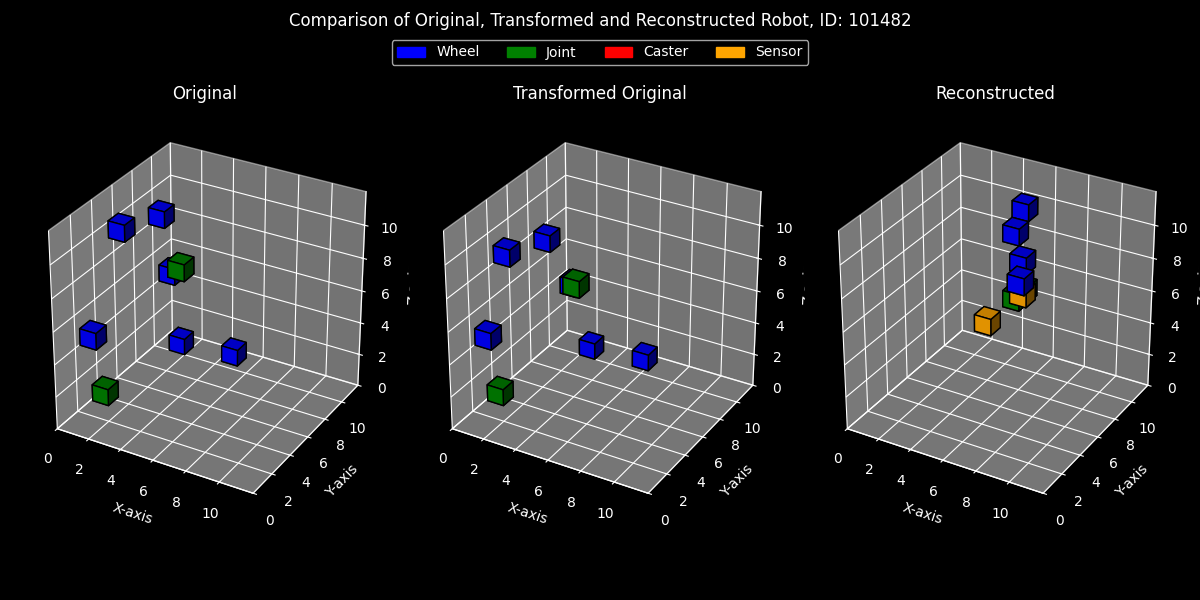 Comparison of Original, Transformed and Reconstructed Robot, ID: 101482
Wheel Joint Caster Sensor
Original Transformed Original Reconstructed
10 10 10
8 8 8
6 6 6
4 4 4
2 2 2
0 0 0
0 2 4 6 8 10 0 2 4 6 8 10 0 2 4 6 8 10
0 2 4 6 8 10 0 2 4 6 8 10 0 2 4 6 8 10
X-axis Y-axis X-axis Y-axis X-axis Y-axis